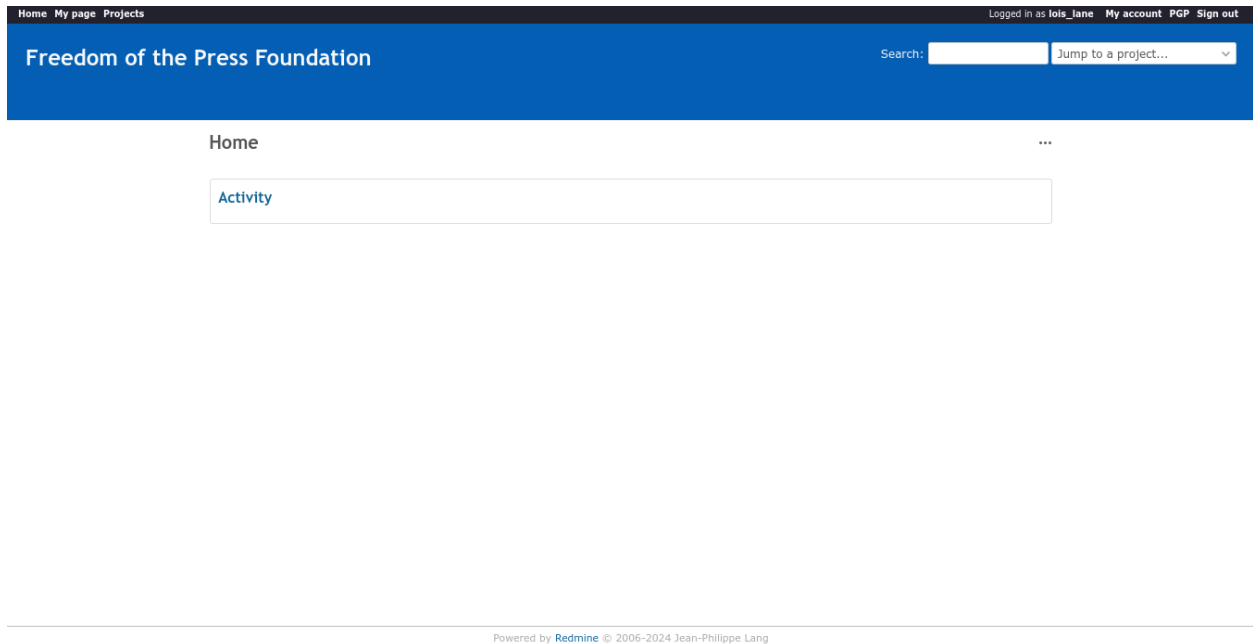 Home My page Projects Logged in as lois_lane My account PGP Sign out
Freedom of the Press Foundation
Search: Jump to a project...
Home
Activity
Powered by Redmine © 2006-2024 Jean-Philippe Lang